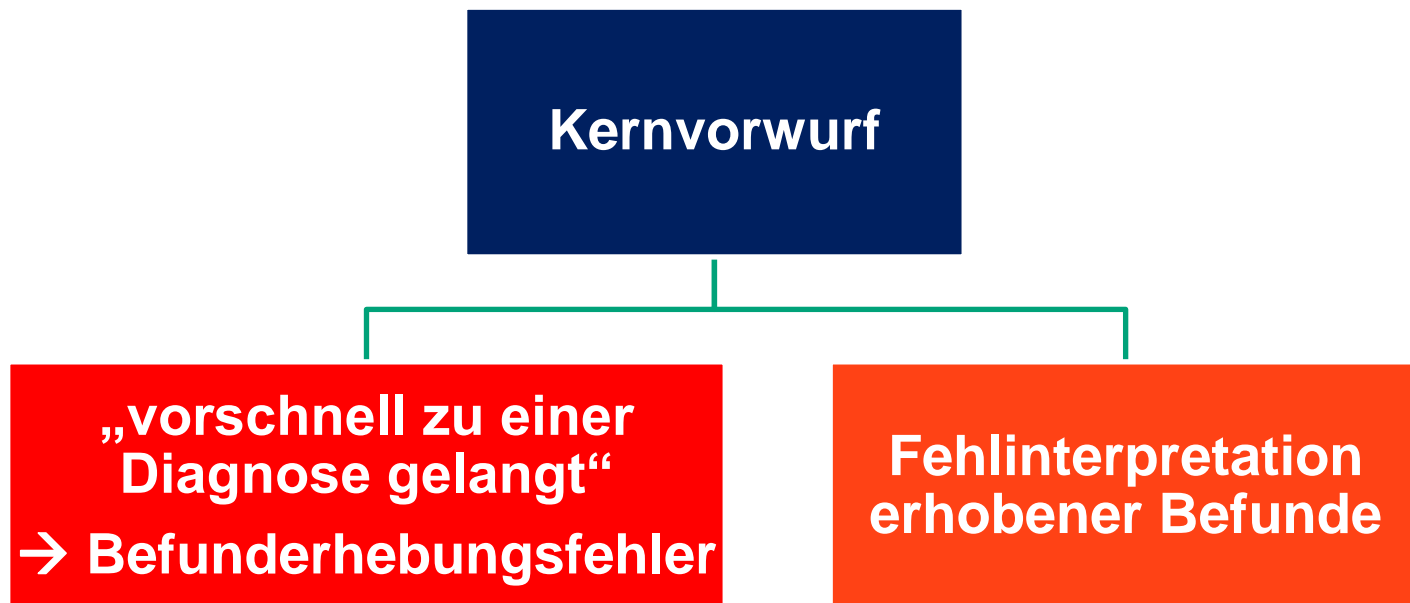 Kernvorwurf
„vorschnell zu einer
Diagnose gelangt“
→ Befunderhebungsfehler
Fehlinterpretation
erhobener Befunde